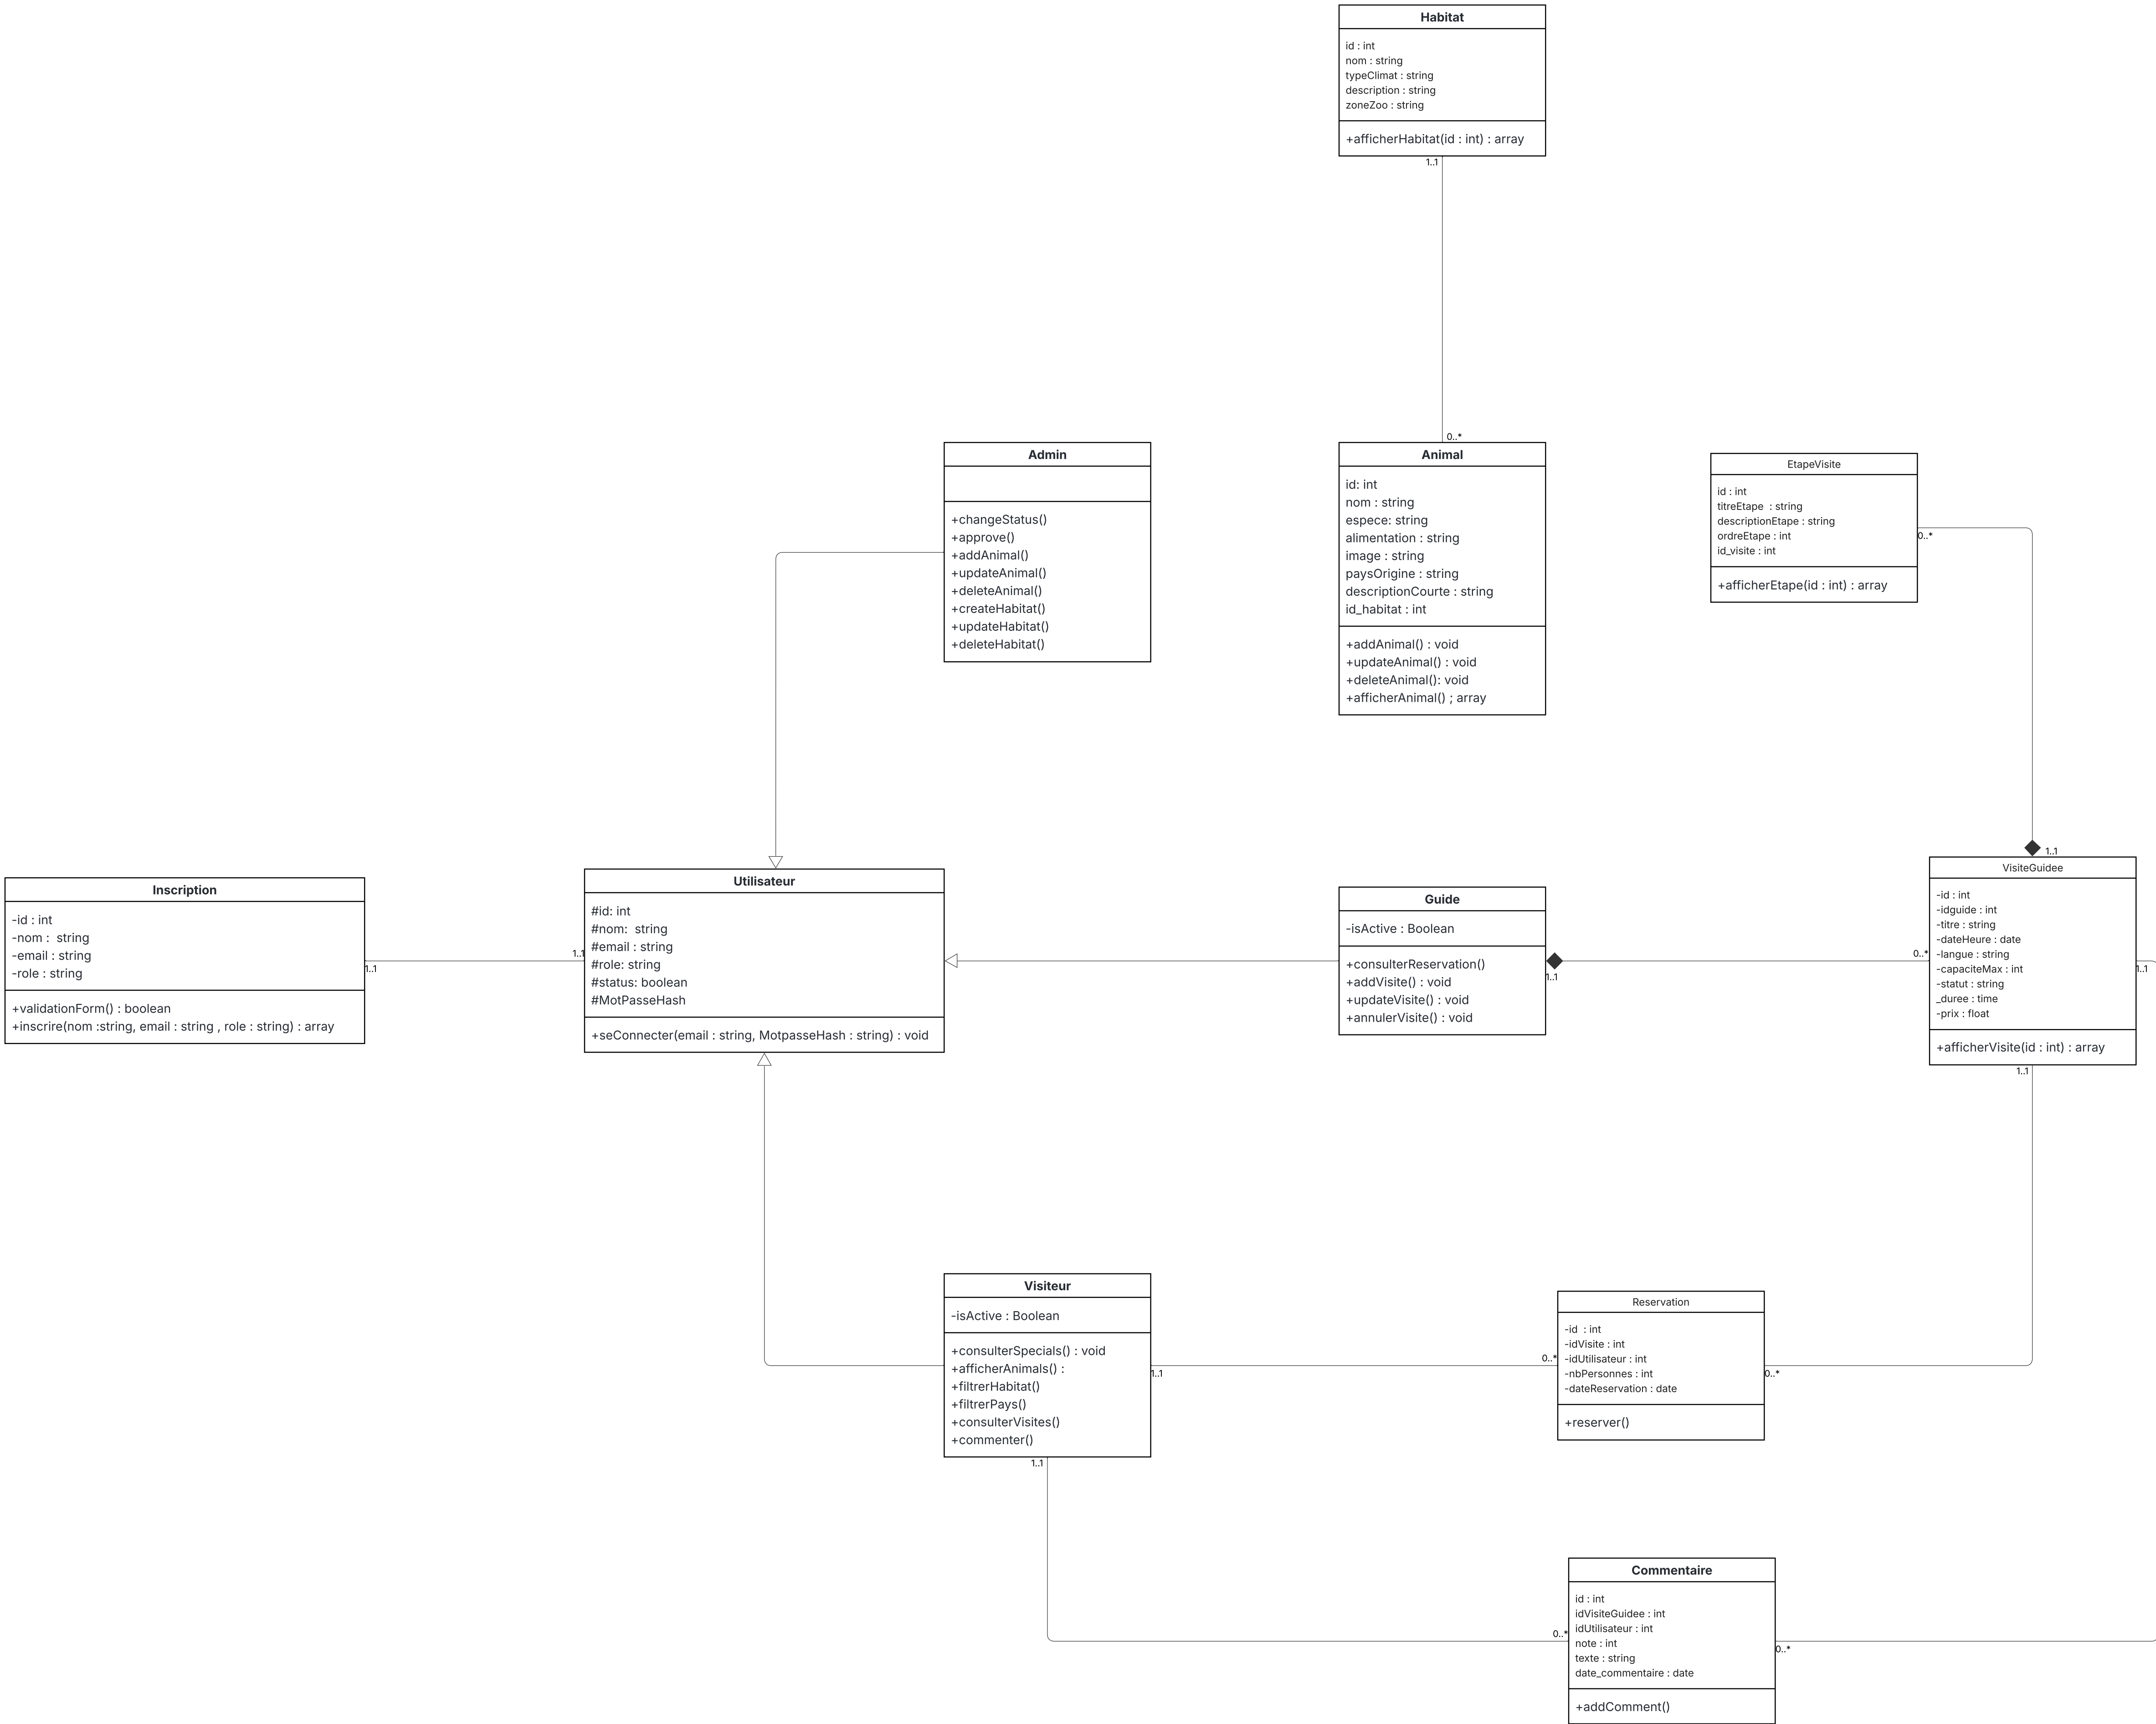 Habitat
id : int
nom : string
typeClimat : string
description : string
zoneZoo : string
+afficherHabitat(id : int) : array
1..1
0..*
Admin
+changeStatus()
+approve()
+addAnimal()
+updateAnimal()
+deleteAnimal()
+createHabitat()
+updateHabitat()
+deleteHabitat()
Animal
id: int
nom : string
espece: string
alimentation : string
image : string
paysOrigine : string
descriptionCourte : string
id_habitat : int
+addAnimal() : void
+updateAnimal() : void
+deleteAnimal(): void
+afficherAnimal() ; array
EtapeVisite
id : int
titreEtape  : string
descriptionEtape : string
ordreEtape : int
id_visite : int
+afficherEtape(id : int) : array
0..*
1..1
Inscription
-id : int
-nom :  string
-email : string
-role : string
+validationForm() : boolean
+inscrire(nom :string, email : string , role : string) : array
1..1
1..1
Utilisateur
#id: int
#nom:  string
#email : string
#role: string
#status: boolean
#MotPasseHash
+seConnecter(email : string, MotpasseHash : string) : void
Guide
-isActive : Boolean
+consulterReservation()
+addVisite() : void
+updateVisite() : void
+annulerVisite() : void
1..1
0..*
VisiteGuidee
-id : int
-idguide : int
-titre : string
-dateHeure : date
-langue : string
-capaciteMax : int
-statut : string
_duree : time
-prix : float
+afficherVisite(id : int) : array
1..1
1..1
Visiteur
-isActive : Boolean
+consulterSpecials() : void
+afficherAnimals() :
+filtrerHabitat()
+filtrerPays()
+consulterVisites()
+commenter()
1..1
1..1
0..*
Reservation
-id  : int
-idVisite : int
-idUtilisateur : int
-nbPersonnes : int
-dateReservation : date
+reserver()
0..*
0..*
Commentaire
id : int
idVisiteGuidee : int
idUtilisateur : int
note : int
texte : string
date_commentaire : date
+addComment()
0..*